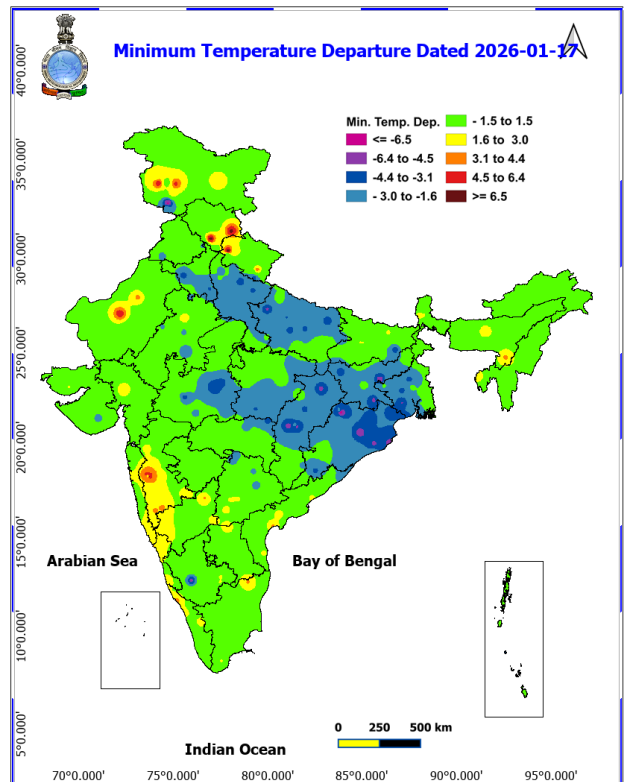 Minimum Temperature Departure Dated 2026-01-17
Min. Temp. Dep.
<= -6.5
-6.4 to -4.5
-4.4 to -3.1
- 3.0 to -1.6
- 1.5 to 1.5
1.6 to 3.0
3.1 to 4.4
4.5 to 6.4
>= 6.5
40°0.000'
35°0.000'
30°0.000'
25°0.000'
20°0.000'
15°0.000'
10°0.000'
5°0.000'
Arabian Sea
Bay of Bengal
Indian Ocean
0 250 500 km
70°0.000' 75°0.000' 80°0.000' 85°0.000' 90°0.000' 95°0.000'